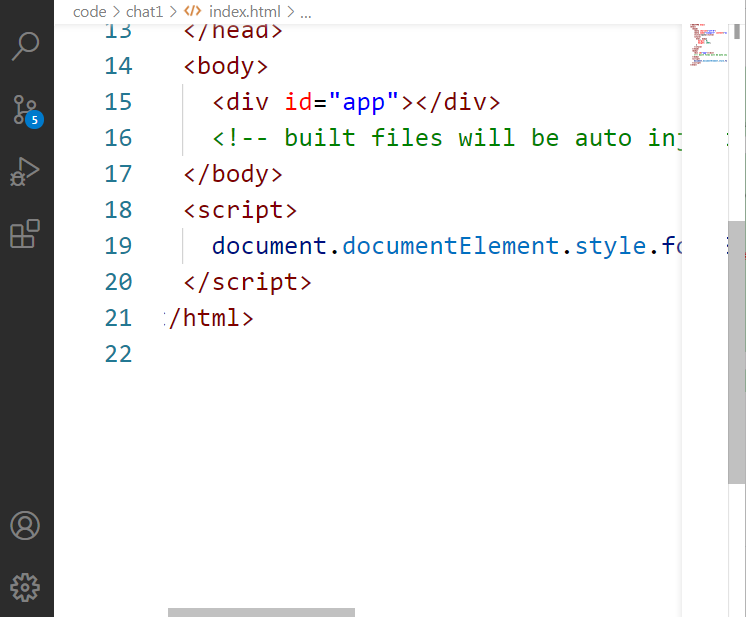 code > chat1 > index.html > ...
13 </head>
14 <body>
15 <div id="app"></div>
16 <!-- built files will be auto inj
17 </body>
18 <script>
19 document.documentElement.style.fo
20 </script>
21 /html>
22
5